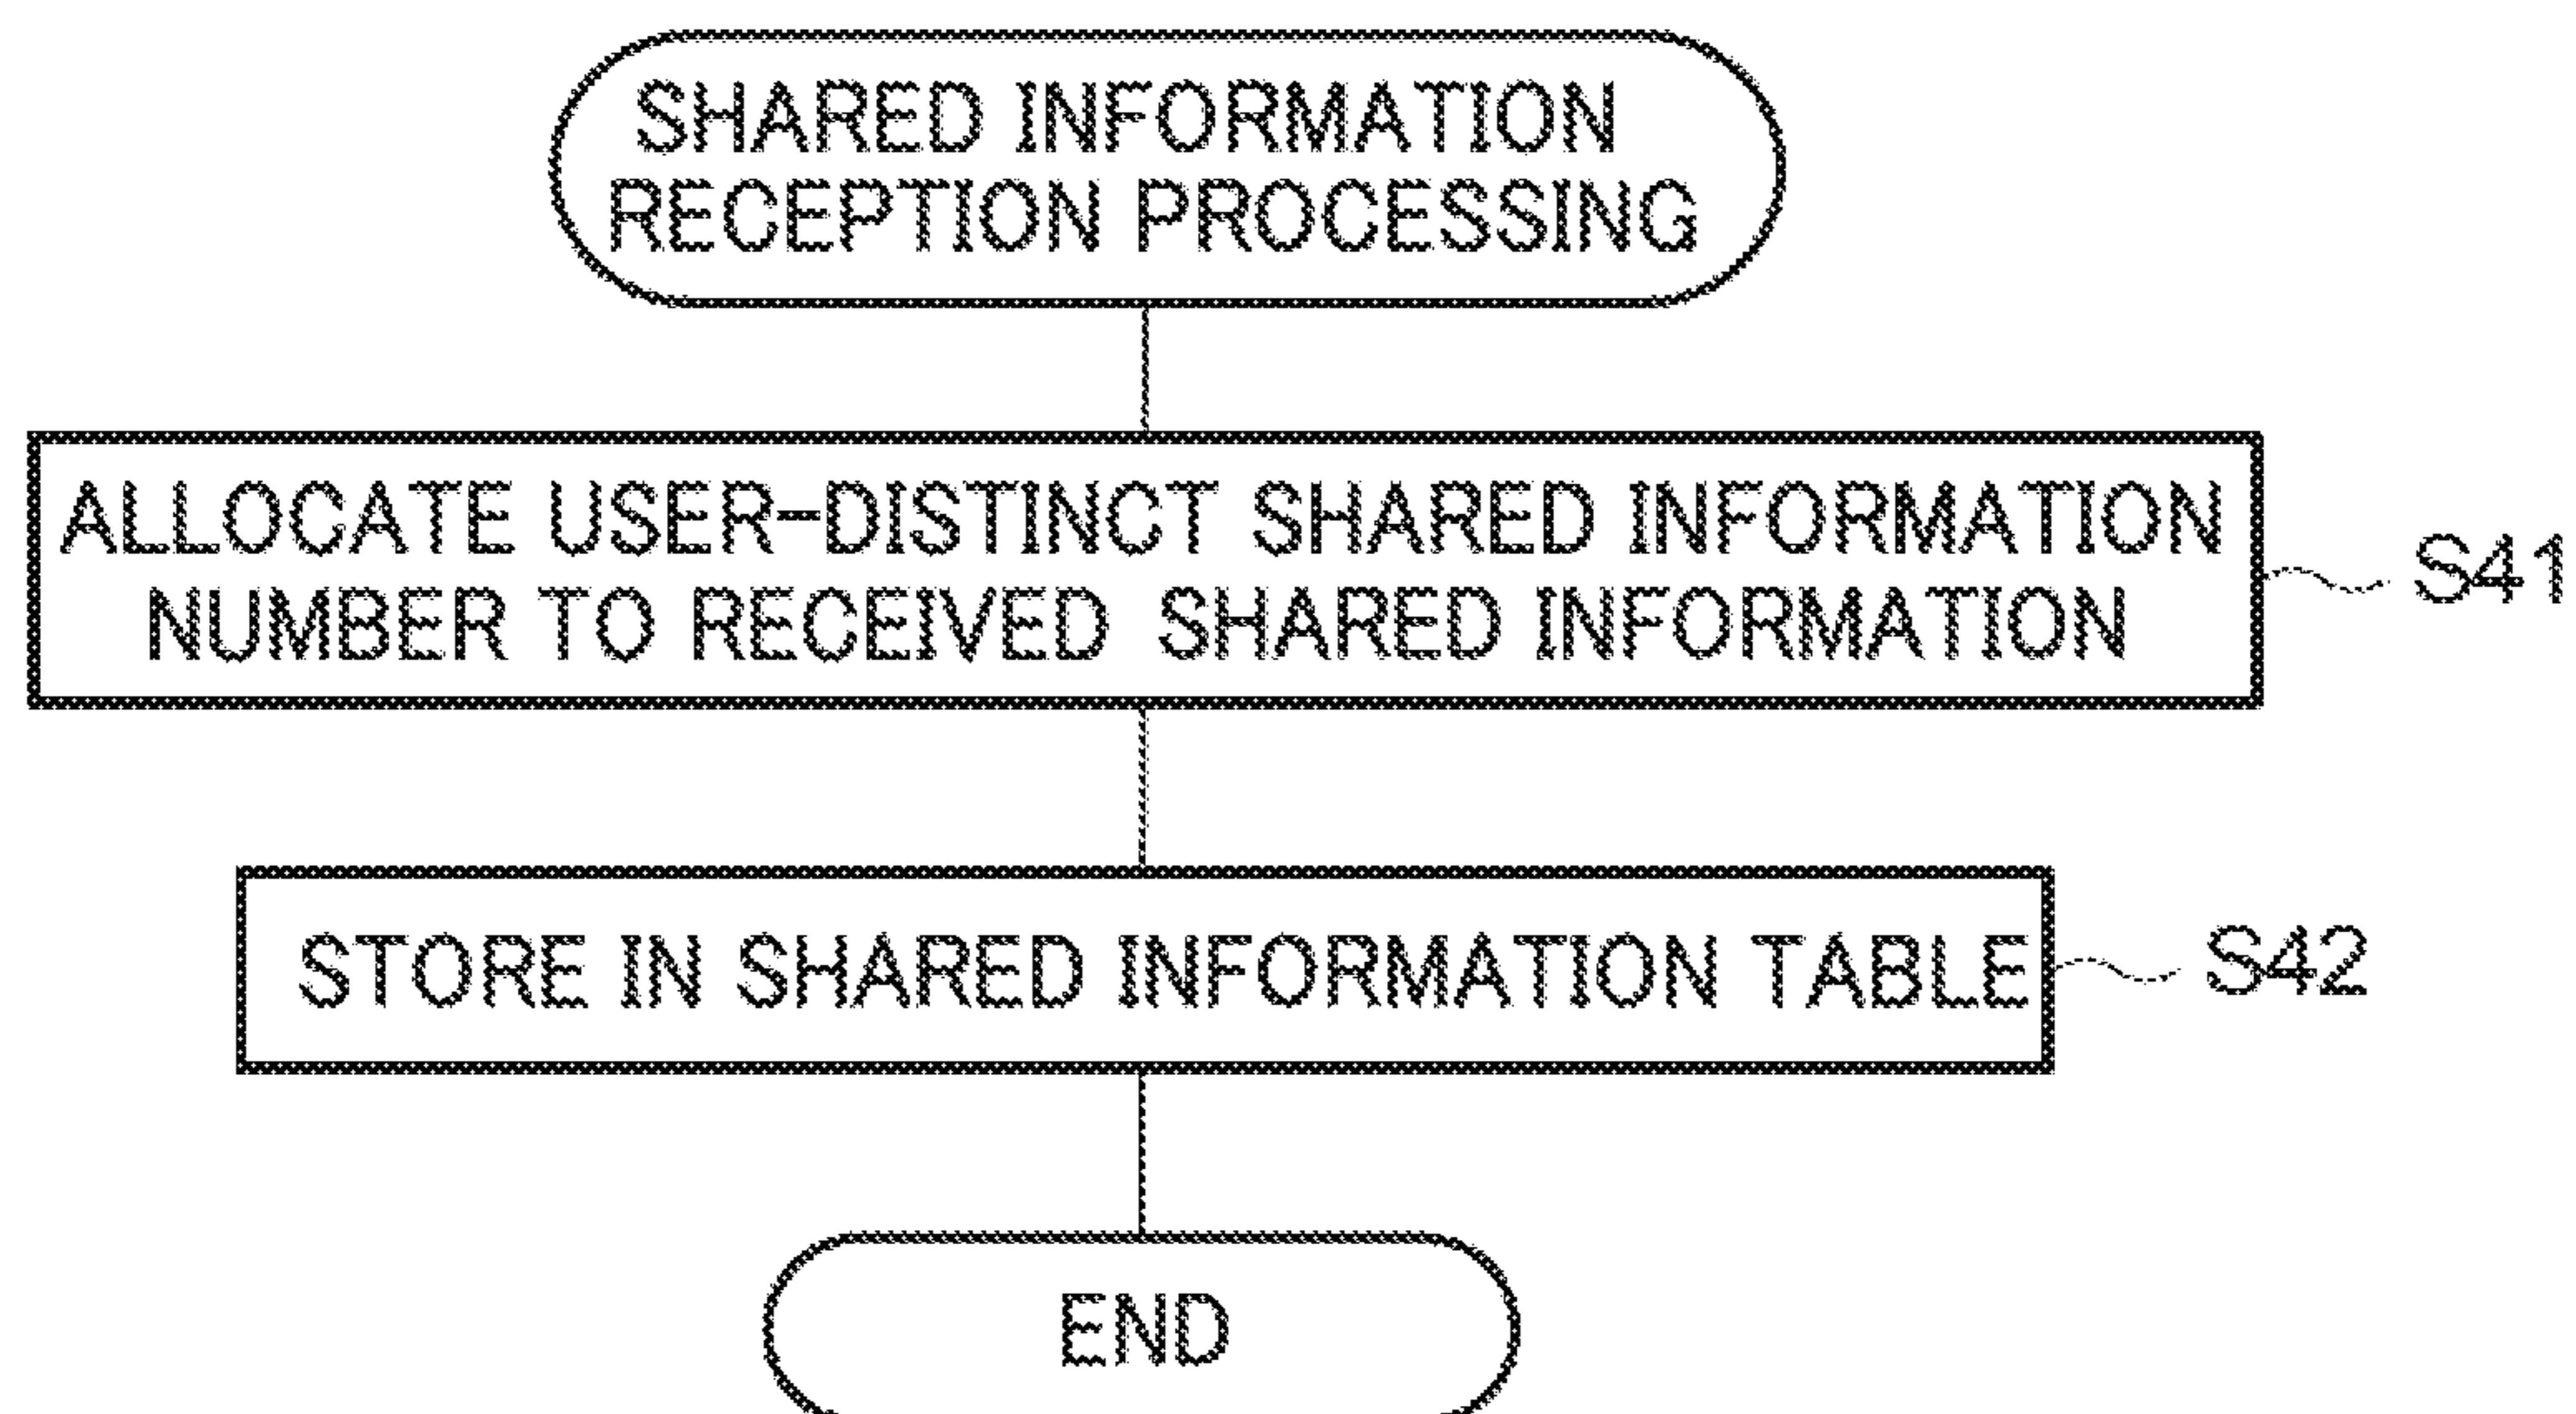 SHARED INFORMATION
RECEPTION PROCESSING
ALLOCATE USER-DISTINCT SHARED INFORMATION
NUMBER TO RECEIVED SHARED INFORMATION
S41
STORE IN SHARED INFORMATION TABLE
S42
END